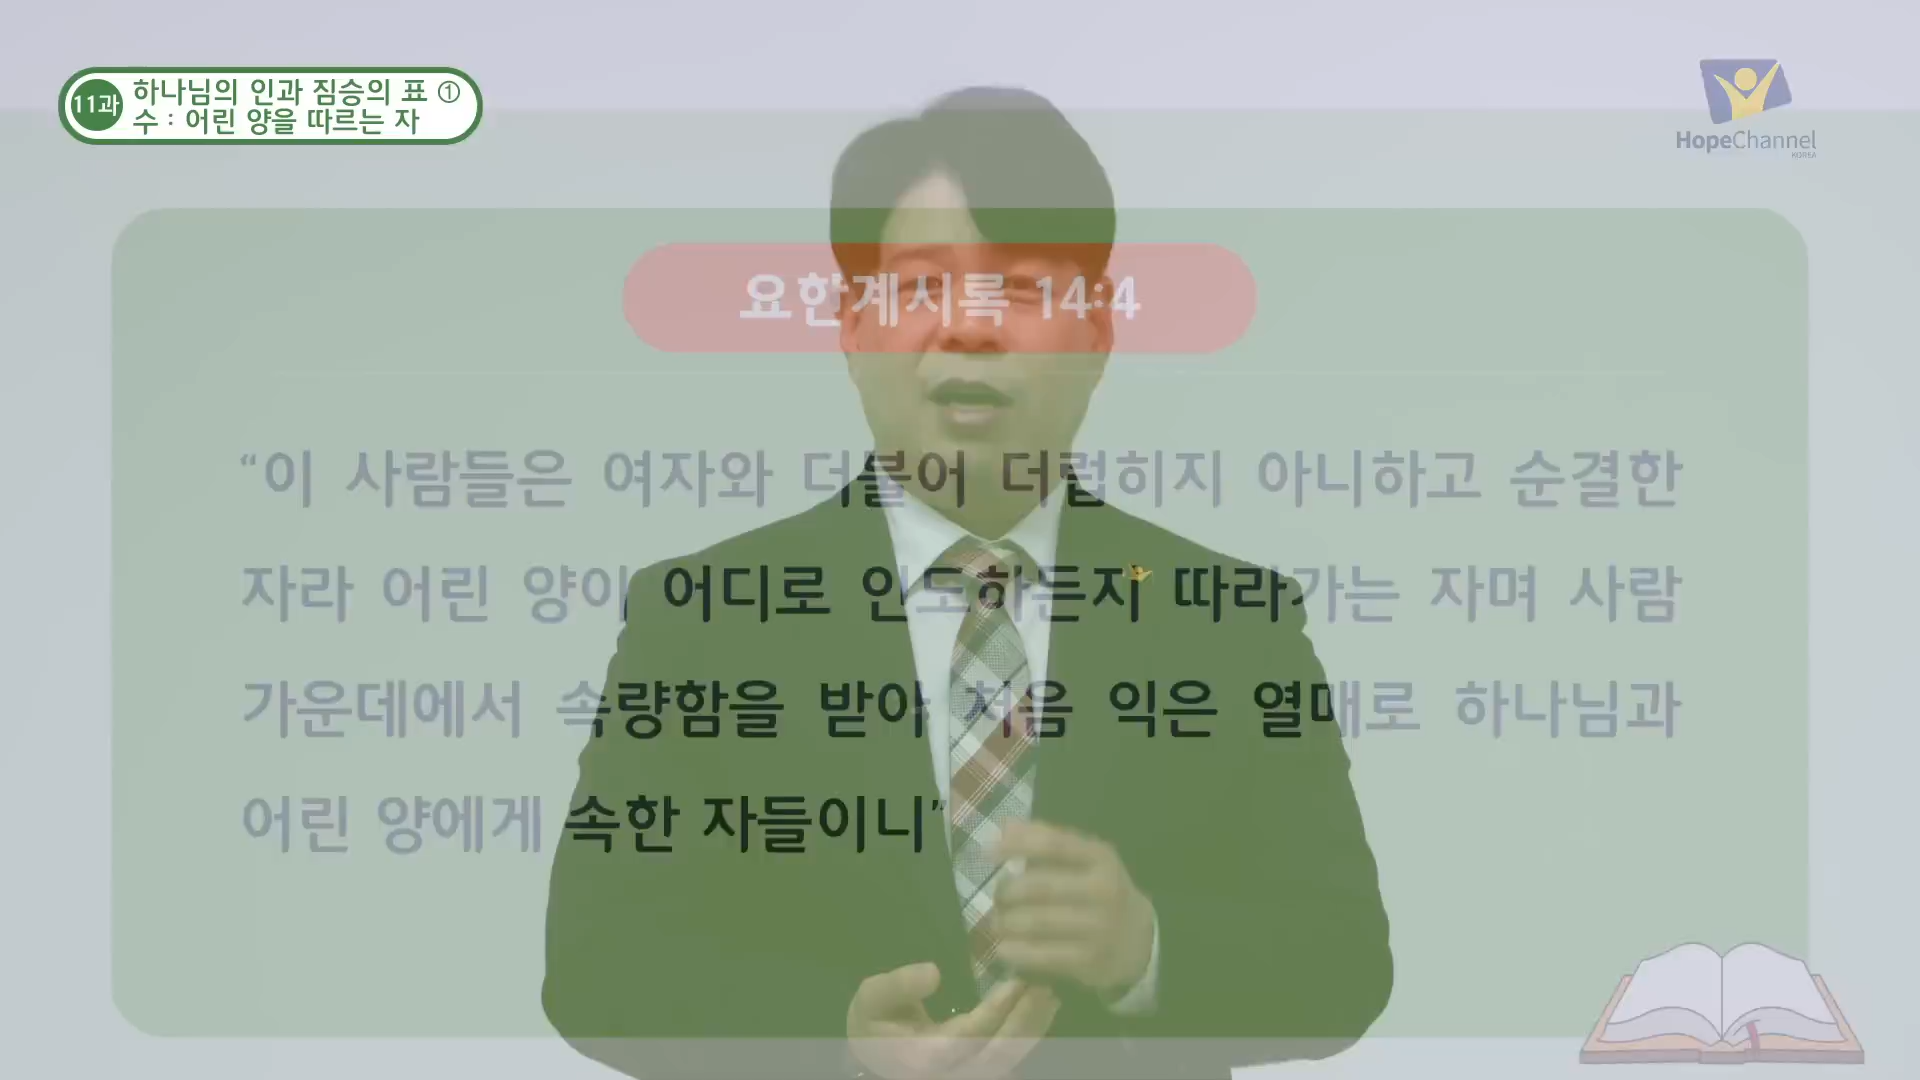 11과
하나님의 인과 짐승의 표 ①
수 : 어린 양을 따르는 자
HopeChannel
KOREA
요한계시록 14:4
“이 사람들은 여자와 더불어 더럽히지 아니하고 순결한
자라 어린 양이 어디로 인도하든지 따라가는 자며 사람
가운데에서 속량함을 받아 처음 익은 열매로 하나님과
어린 양에게 속한 자들이니”